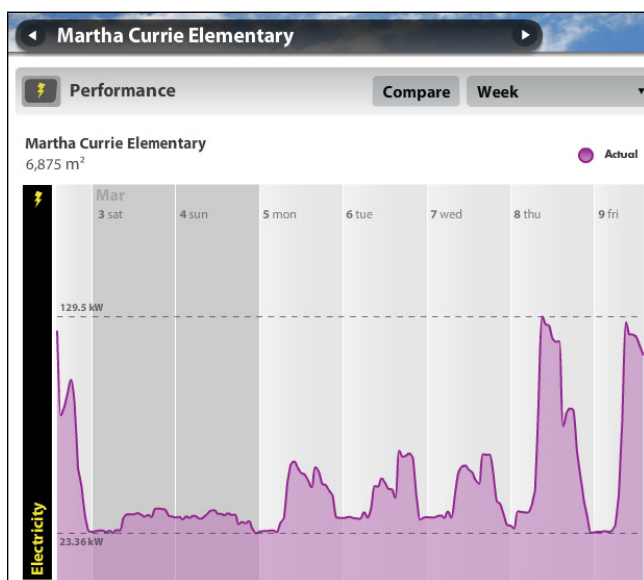 Martha Currie Elementary
Performance
Compare
Week
Martha Currie Elementary
6,875 m²
Actual
Mar
3 sat
4 sun
5 mon
6 tue
7 wed
8 thu
9 fri
129.5 kW
23.36 kW
Electricity